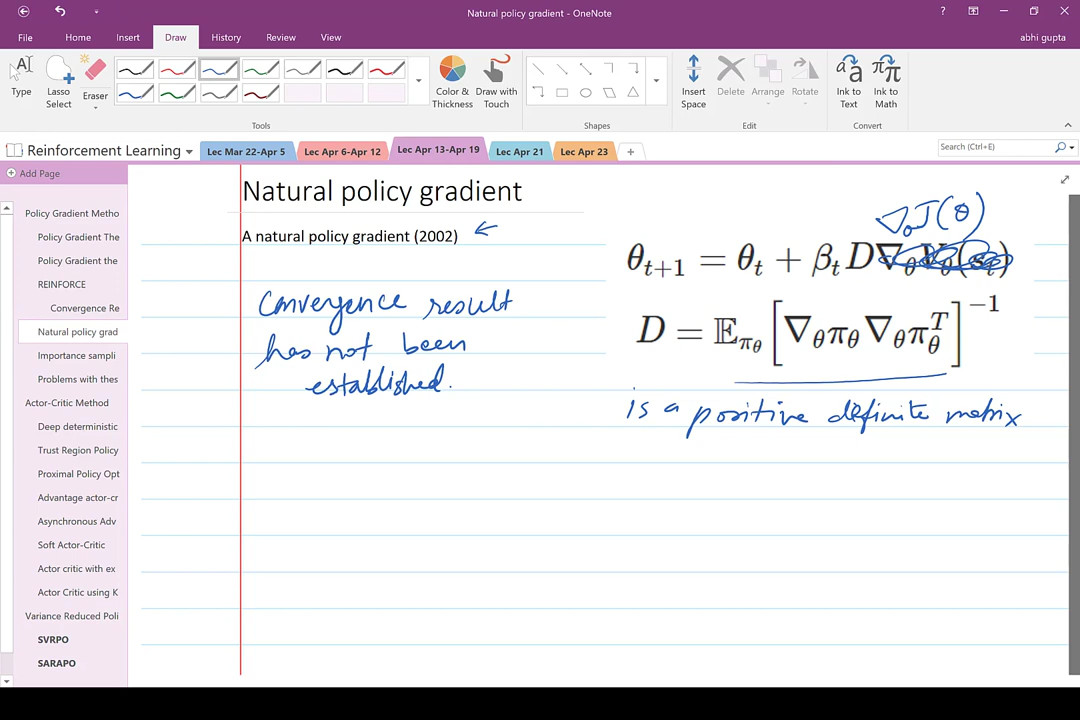 Natural policy gradient - OneNote
File Home Insert Draw History Review View
abhi gupta
Type Lasso Select Eraser Color & Thickness Draw with Touch Insert Space Delete Arrange Rotate Ink to Text Ink to Math
Tools Shapes Edit Convert
Reinforcement Learning Lec Mar 22-Apr 5 Lec Apr 6-Apr 12 Lec Apr 13-Apr 19 Lec Apr 21 Lec Apr 23 + Search (Ctrl+E)
Add Page
Policy Gradient Metho
Policy Gradient The
Policy Gradient the
REINFORCE
Convergence Re
Natural policy grad
Importance sampli
Problems with thes
Actor-Critic Method
Deep deterministic
Trust Region Policy
Proximal Policy Opt
Advantage actor-cr
Asynchronous Adv
Soft Actor-Critic
Actor critic with ex
Actor Critic using K
Variance Reduced Poli
SVRPO
SARAPO
Natural policy gradient
A natural policy gradient (2002) ←
Convergence result
has not been
established.
∇θJ(θ)
θt+1 = θt + βtD∇θVθ(st)
D = 𝔼πθ[∇θπθ∇θπθ^T]^−1
is a positive definite matrix